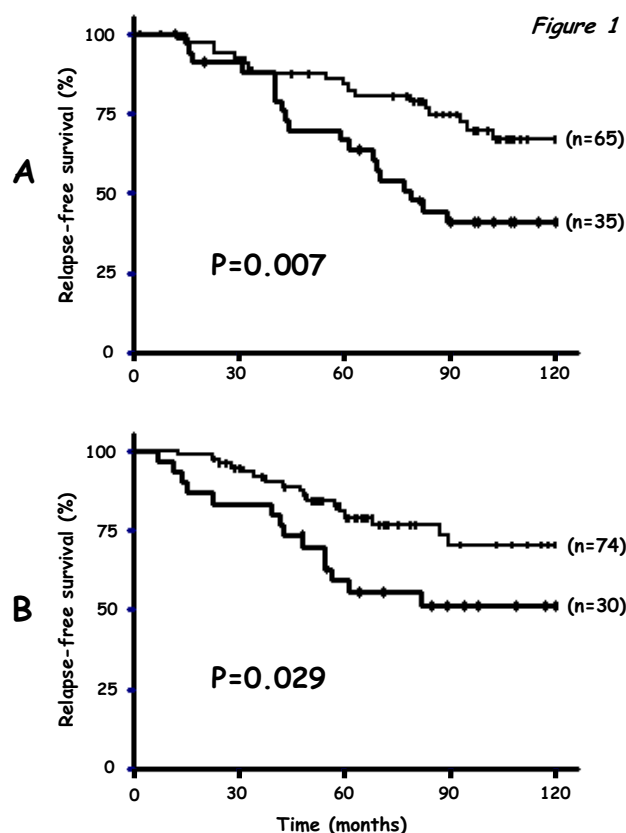 Figure 1
A
Relapse-free survival (%)
100
75
50
25
0
(n=65)
(n=35)
P=0.007
0 30 60 90 120
B
Relapse-free survival (%)
100
75
50
25
0
(n=74)
(n=30)
P=0.029
0 30 60 90 120
Time (months)